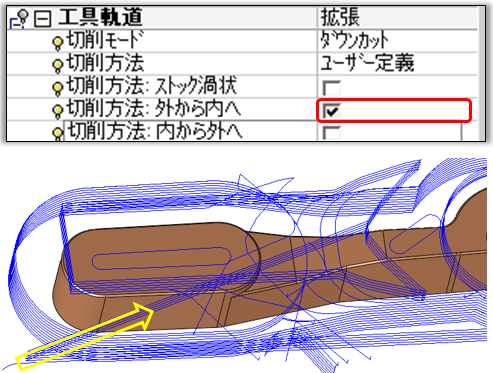 工具軌道 拡張
切削モード ダウンカット
切削方法 ユーザー定義
切削方法: ストック渦状
切削方法: 外から内へ
切削方法: 内から外へ